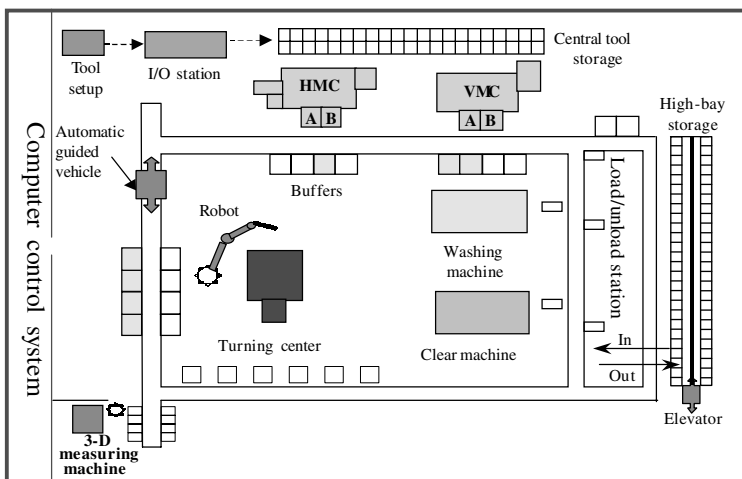 Tool
setup
I/O station
Central tool
storage
HMC
A B
VMC
A B
High-bay
storage
Computer control system
Automatic
guided
vehicle
Buffers
Robot
Washing
machine
Load/unload station
Turning center
Clear machine
In
Out
Elevator
3-D
measuring
machine